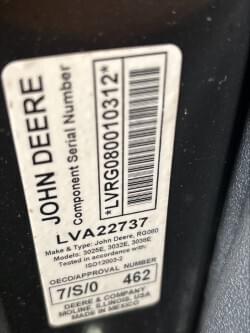 JOHN DEERE
Component Serial Number
*LVRG080010312*
LVA22737
Make & Type: John Deere, RG080
Models: 3025E, 3032E, 3038E
Tested in accordance with
ISO12003-2
OECD/APPROVAL NUMBER
7/S/0 462
DEERE & COMPANY
MOLINE, ILLINOIS, USA
MADE IN MEXICO